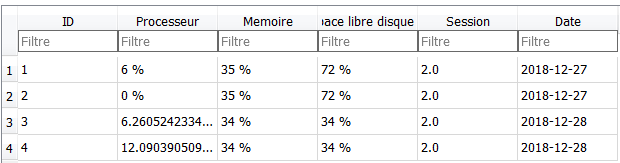 ID Processeur Memoire pace libre disque Session Date
Filtre Filtre Filtre Filtre Filtre Filtre
1 1 6 % 35 % 72 % 2.0 2018-12-27
2 2 0 % 35 % 72 % 2.0 2018-12-27
3 3 6.2605242334... 34 % 34 % 2.0 2018-12-28
4 4 12.090390509... 34 % 34 % 2.0 2018-12-28